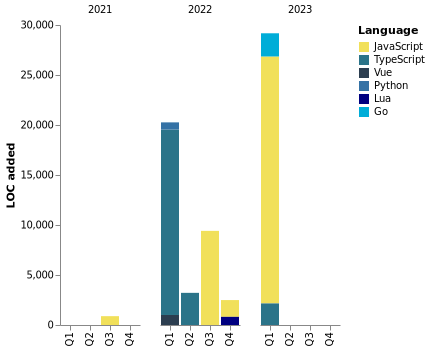 2021 2022 2023
Language
JavaScript
TypeScript
Vue
Python
Lua
Go
LOC added
30,000
25,000
20,000
15,000
10,000
5,000
0
Q1 Q2 Q3 Q4 Q1 Q2 Q3 Q4 Q1 Q2 Q3 Q4